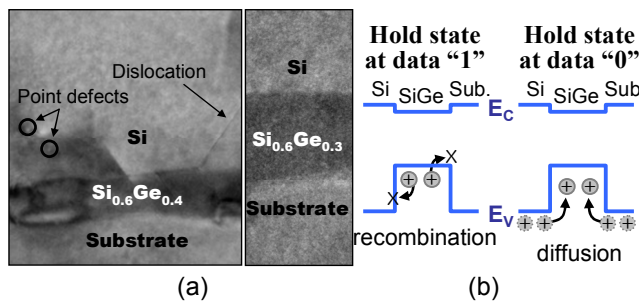 Dislocation
Point defects
Si
Si0.6Ge0.4
Substrate
Si
Si0.6Ge0.3
Substrate
(a)
Hold state
at data “1”
Si SiGe Sub.
EC
X
X
+ +
EV
recombination
Hold state
at data “0”
Si SiGe Sub.
+ +
+ + + +
diffusion
(b)